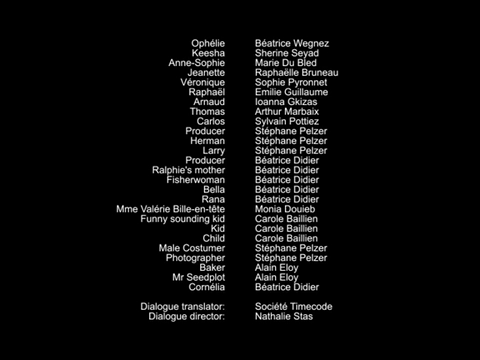 Ophélie Béatrice Wegnez
Keesha Sherine Seyad
Anne-Sophie Marie Du Bled
Jeanette Raphaëlle Bruneau
Véronique Sophie Pyronnet
Raphaël Emilie Guillaume
Arnaud Ioanna Gkizas
Thomas Arthur Marbaix
Carlos Sylvain Pottiez
Producer Stéphane Pelzer
Herman Stéphane Pelzer
Larry Stéphane Pelzer
Producer Béatrice Didier
Ralphie's mother Béatrice Didier
Fisherwoman Béatrice Didier
Bella Béatrice Didier
Rana Béatrice Didier
Mme Valérie Bille-en-tête Monia Douieb
Funny sounding kid Carole Baillien
Kid Carole Baillien
Child Carole Baillien
Male Costumer Stéphane Pelzer
Photographer Stéphane Pelzer
Baker Alain Eloy
Mr Seedplot Alain Eloy
Cornélia Béatrice Didier
Dialogue translator: Société Timecode
Dialogue director: Nathalie Stas